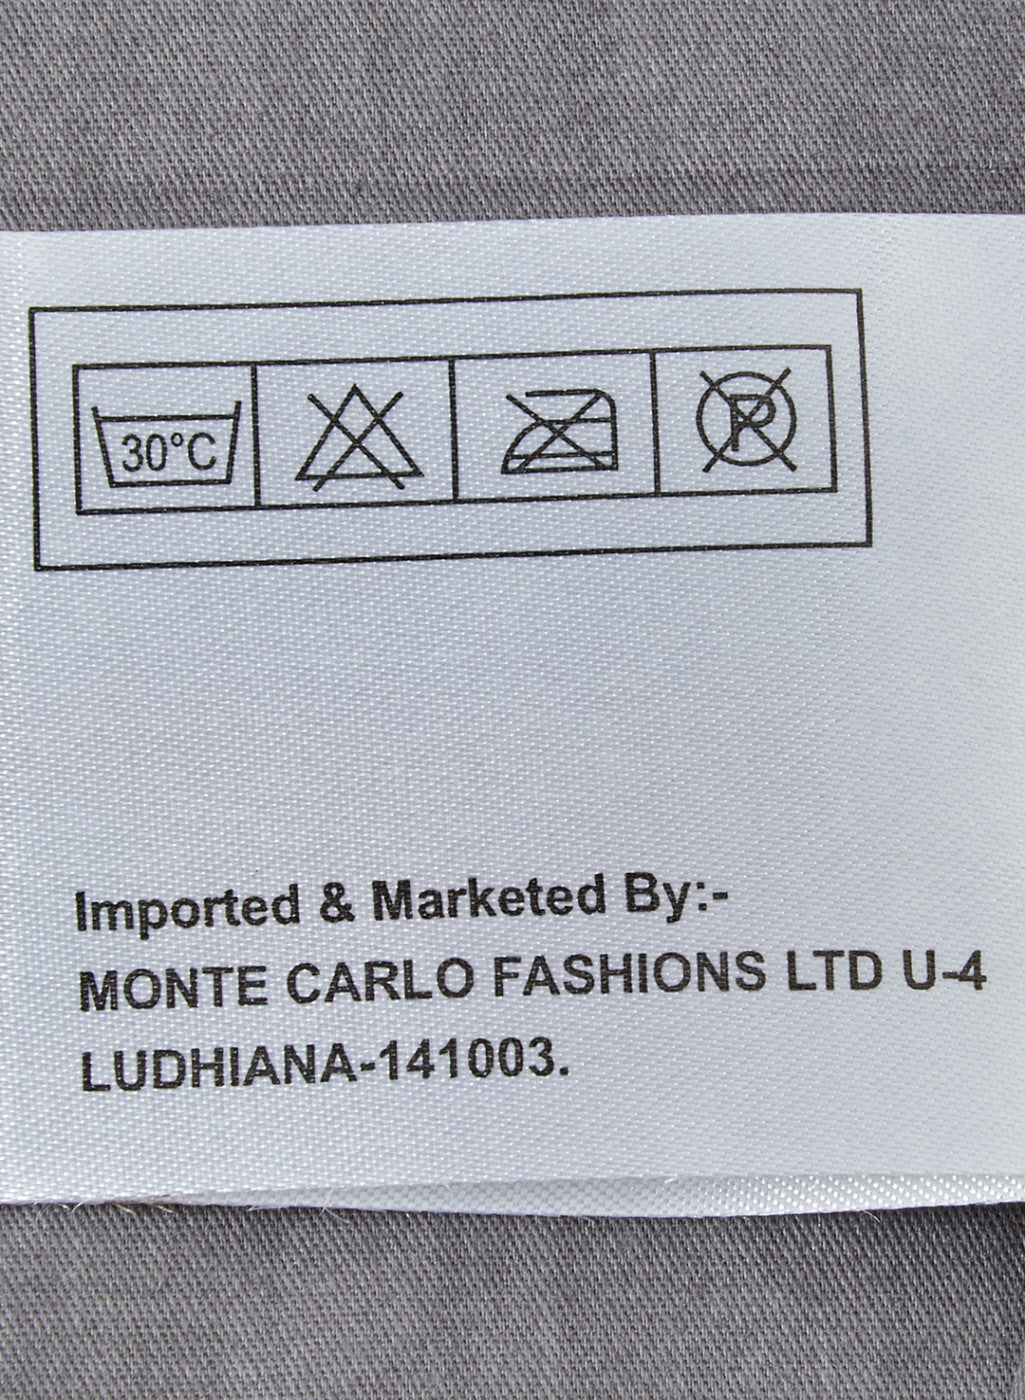 30°C
P
Imported & Marketed By:-
MONTE CARLO FASHIONS LTD U-4
LUDHIANA-141003.